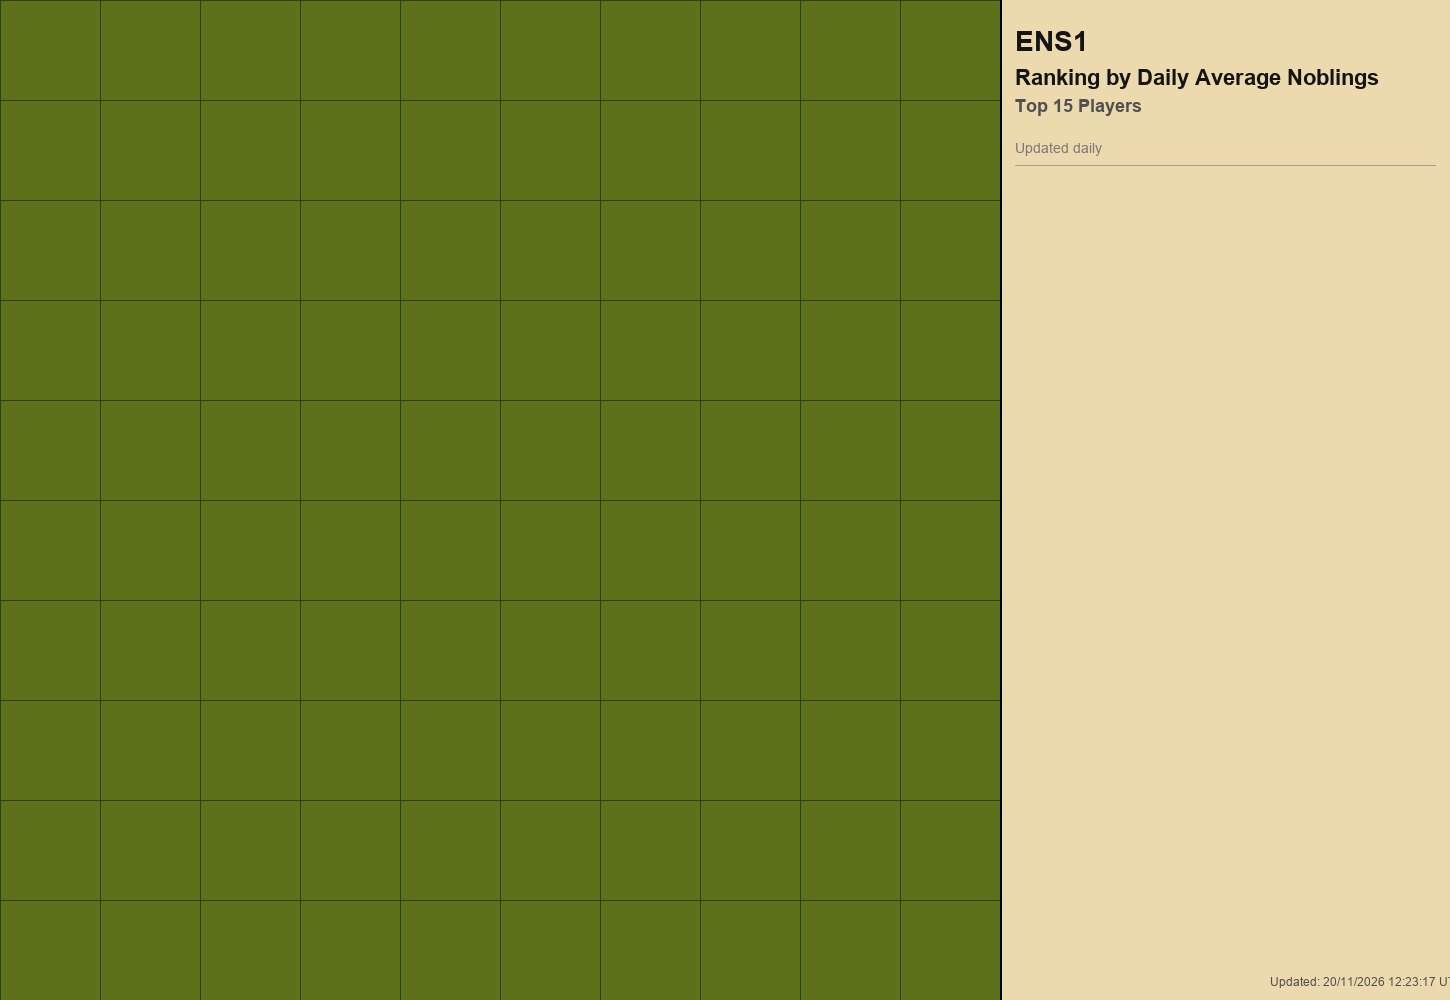 ENS1
Ranking by Daily Average Noblings
Top 15 Players
Updated daily
Updated: 20/11/2026 12:23:17 U